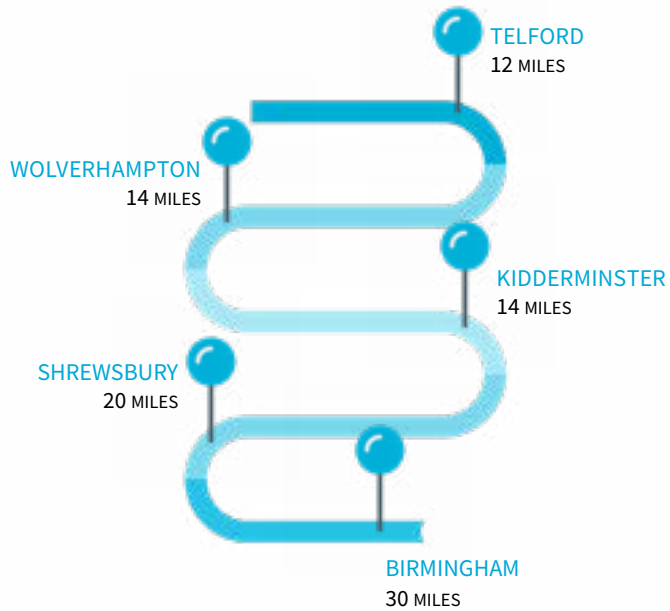 TELFORD
12 MILES
WOLVERHAMPTON
14 MILES
KIDDERMINSTER
14 MILES
SHREWSBURY
20 MILES
BIRMINGHAM
30 MILES